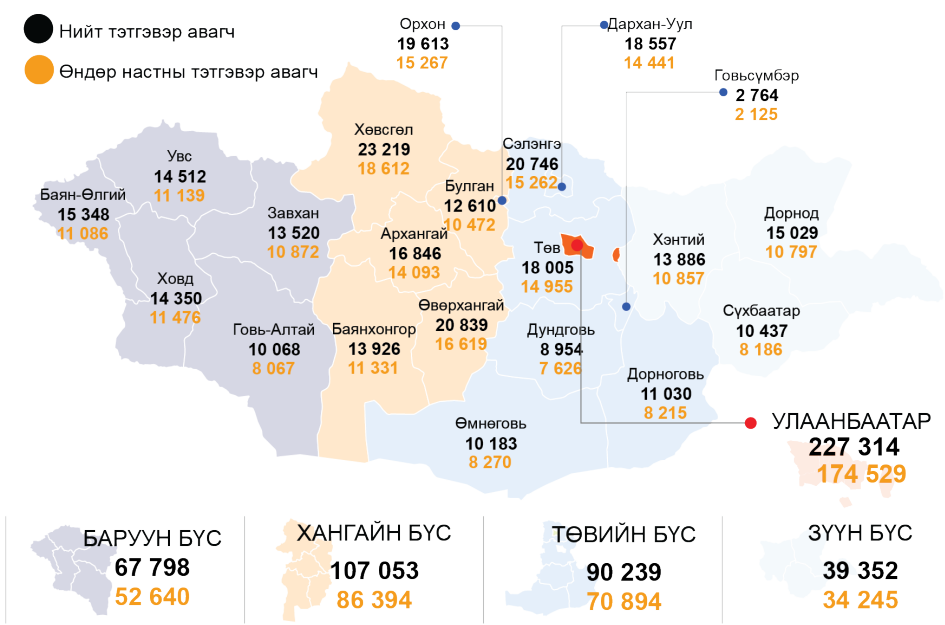 Нийт тэтгэвэр авагч
Өндөр настны тэтгэвэр авагч
Орхон
19 613
15 267
Дархан-Уул
18 557
14 441
Говьсүмбэр
2 764
2 125
Хөвсгөл
23 219
18 612
Сэлэнгэ
20 746
15 262
Увс
14 512
11 139
Баян-Өлгий
15 348
11 086
Завхан
13 520
10 872
Булган
12 610
10 472
Архангай
16 846
14 093
Төв
18 005
14 955
Хэнтий
13 886
10 857
Дорнод
15 029
10 797
Ховд
14 350
11 476
Говь-Алтай
10 068
8 067
Баянхонгор
13 926
11 331
Өвөрхангай
20 839
16 619
Дундговь
8 954
7 626
Сүхбаатар
10 437
8 186
Дорноговь
11 030
8 215
Өмнөговь
10 183
8 270
УЛААНБААТАР
227 314
174 529
БАРУУН БҮС
67 798
52 640
ХАНГАЙН БҮС
107 053
86 394
ТӨВИЙН БҮС
90 239
70 894
ЗҮҮН БҮС
39 352
34 245